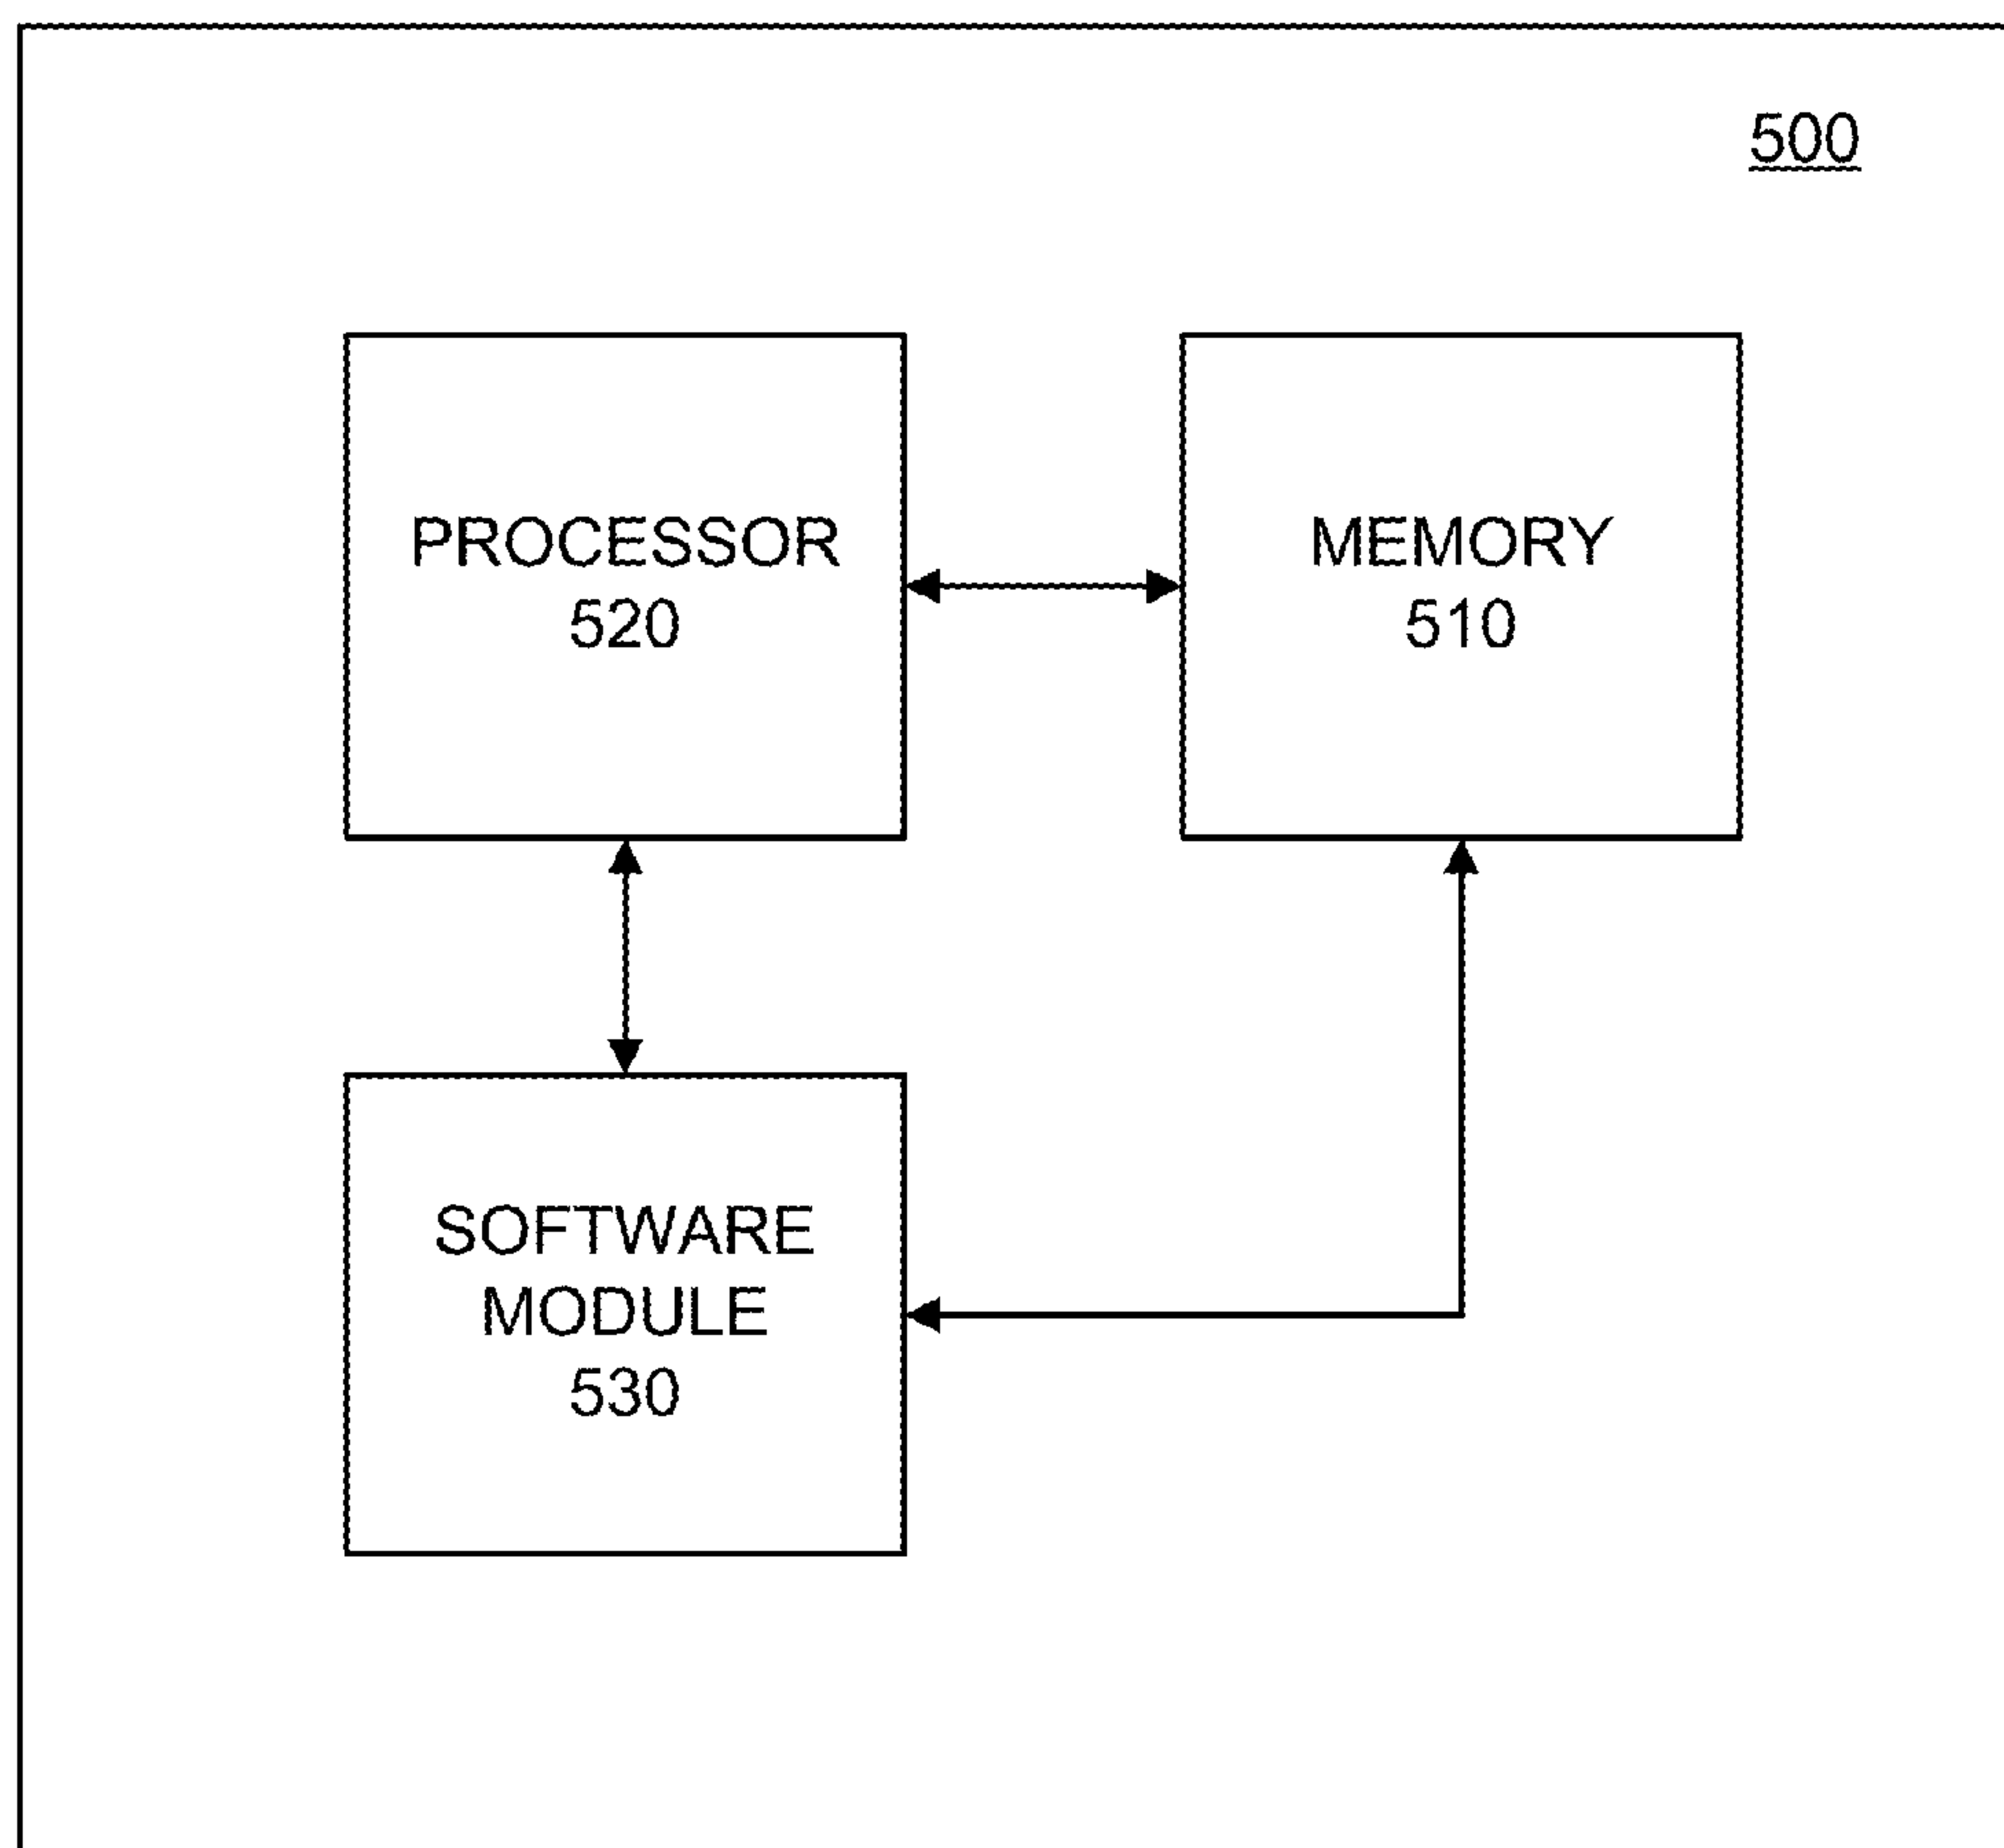 500
PROCESSOR
520
MEMORY
510
SOFTWARE
MODULE
530